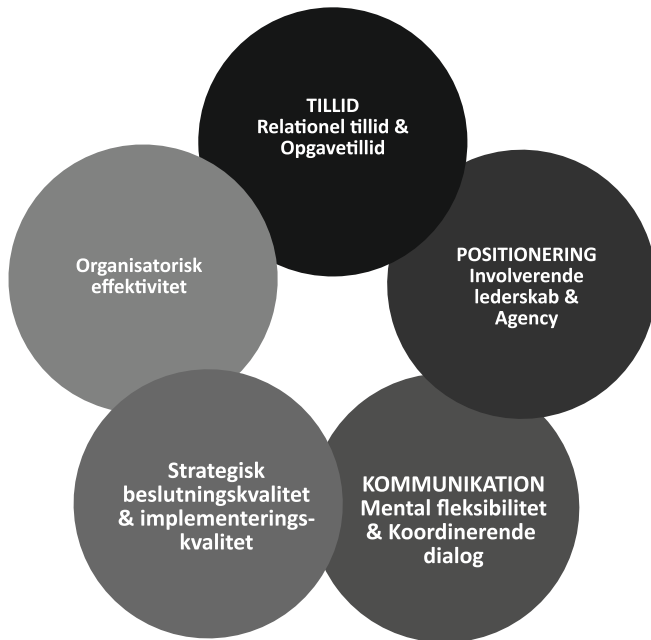 TILLID
Relationel tillid &
Opgavetillid
POSITIONERING
Involverende
lederskab &
Agency
KOMMUNIKATION
Mental fleksibilitet
& Koordinerende
dialog
Strategisk
beslutningskvalitet
& implementerings-
kvalitet
Organisatorisk
effektivitet